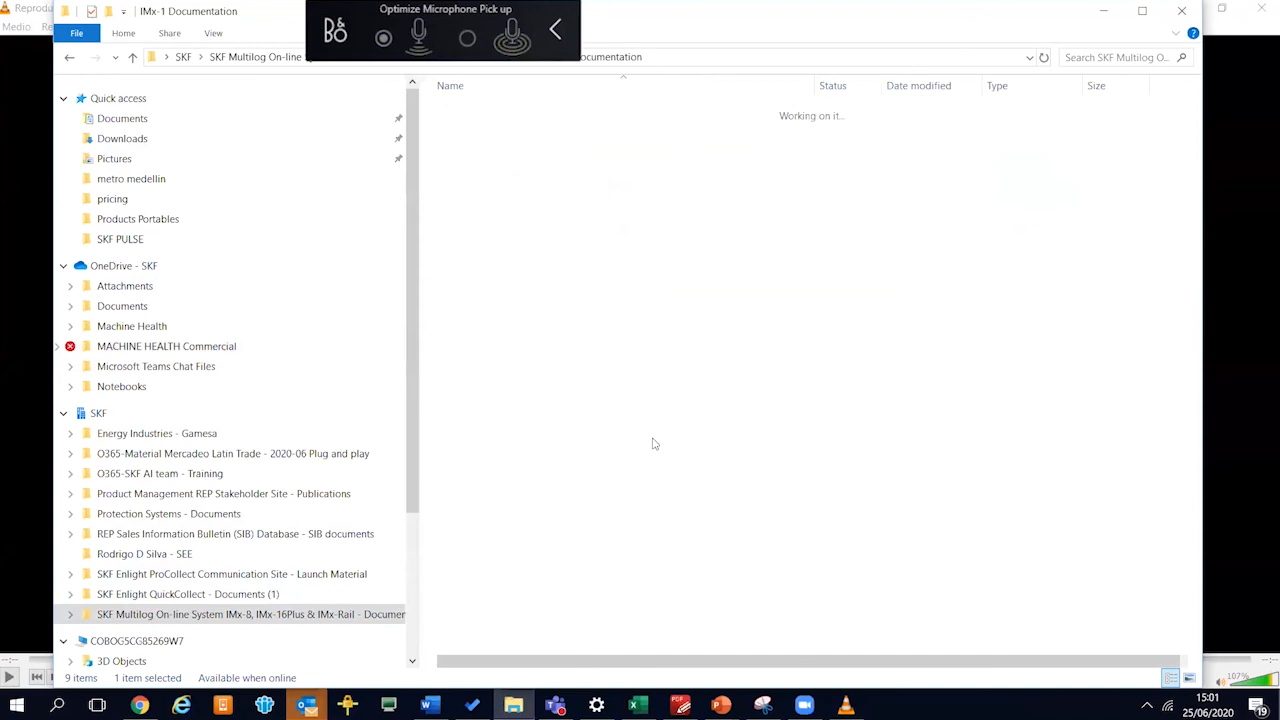 Reprodu
IMx-1 Documentation
Optimize Microphone Pick up
B&O
Medio
File
Home
Share
View
SKF
SKF Multilog On-line
ocumentation
Search SKF Multilog O...
Name
Status
Date modified
Type
Size
Working on it...
Quick access
Documents
Downloads
Pictures
metro medellin
pricing
Products Portables
SKF PULSE
OneDrive - SKF
Attachments
Documents
Machine Health
MACHINE HEALTH Commercial
Microsoft Teams Chat Files
Notebooks
SKF
Energy Industries - Gamesa
O365-Material Mercadeo Latin Trade - 2020-06 Plug and play
O365-SKF AI team - Training
Product Management REP Stakeholder Site - Publications
Protection Systems - Documents
REP Sales Information Bulletin (SIB) Database - SIB documents
Rodrigo D Silva - SEE
SKF Enlight ProCollect Communication Site - Launch Material
SKF Enlight QuickCollect - Documents (1)
SKF Multilog On-line System IMx-8, IMx-16Plus & IMx-Rail - Documen
COBOG5CG85269W7
3D Objects
9 items
1 item selected
Available when online
107%
15:01
25/06/2020
19